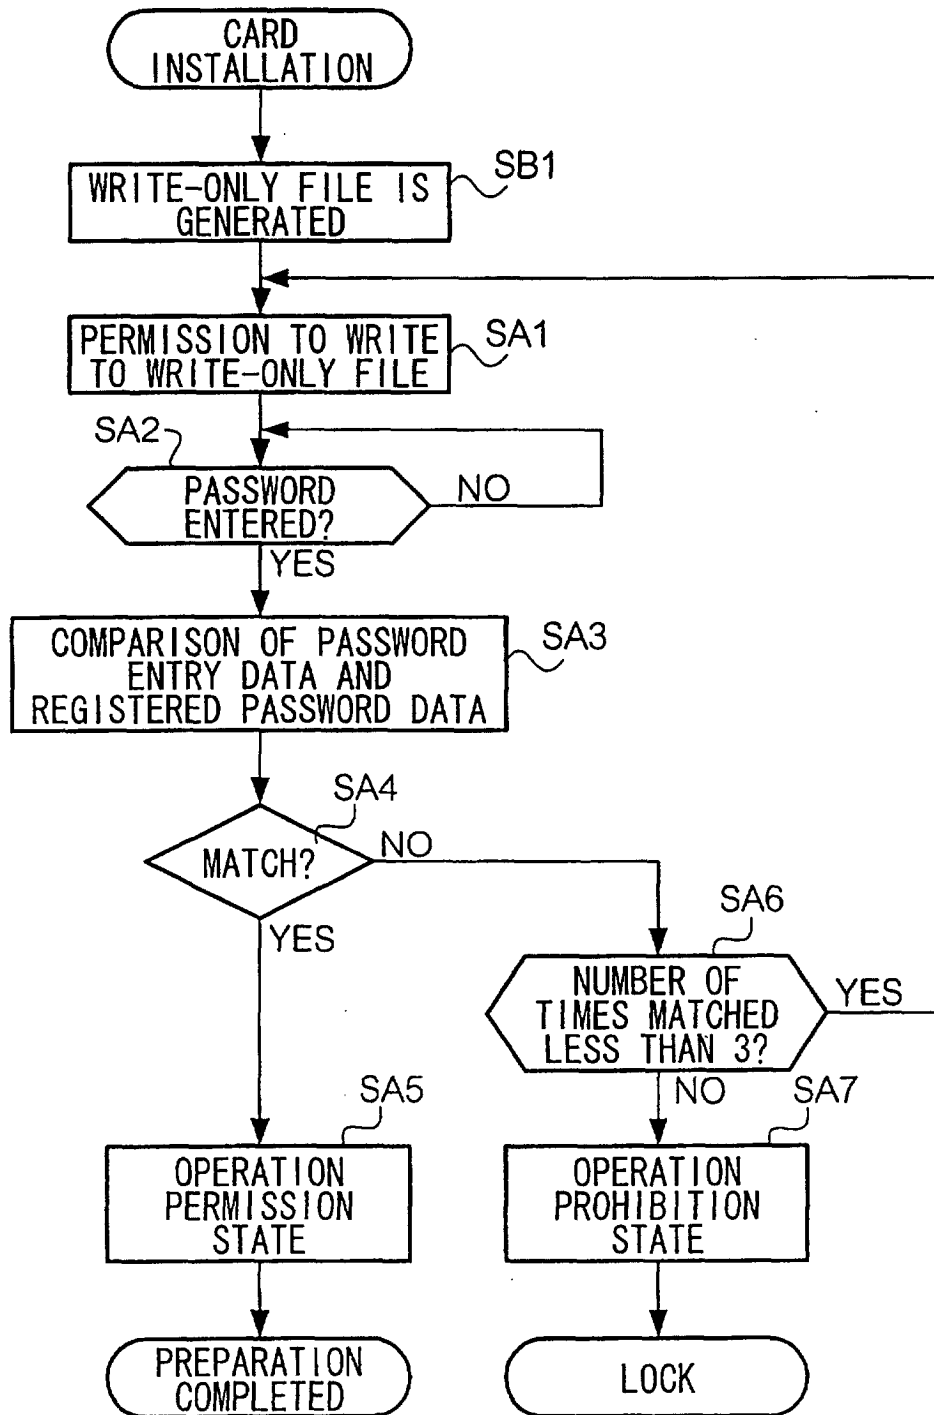 CARD
INSTALLATION
SB1
WRITE-ONLY FILE IS
GENERATED
SA1
PERMISSION TO WRITE
TO WRITE-ONLY FILE
SA2
PASSWORD
ENTERED?
NO
YES
SA3
COMPARISON OF PASSWORD
ENTRY DATA AND
REGISTERED PASSWORD DATA
SA4
MATCH?
NO
YES
SA6
NUMBER OF
TIMES MATCHED
LESS THAN 3?
YES
NO
SA5
OPERATION
PERMISSION
STATE
SA7
OPERATION
PROHIBITION
STATE
PREPARATION
COMPLETED
LOCK